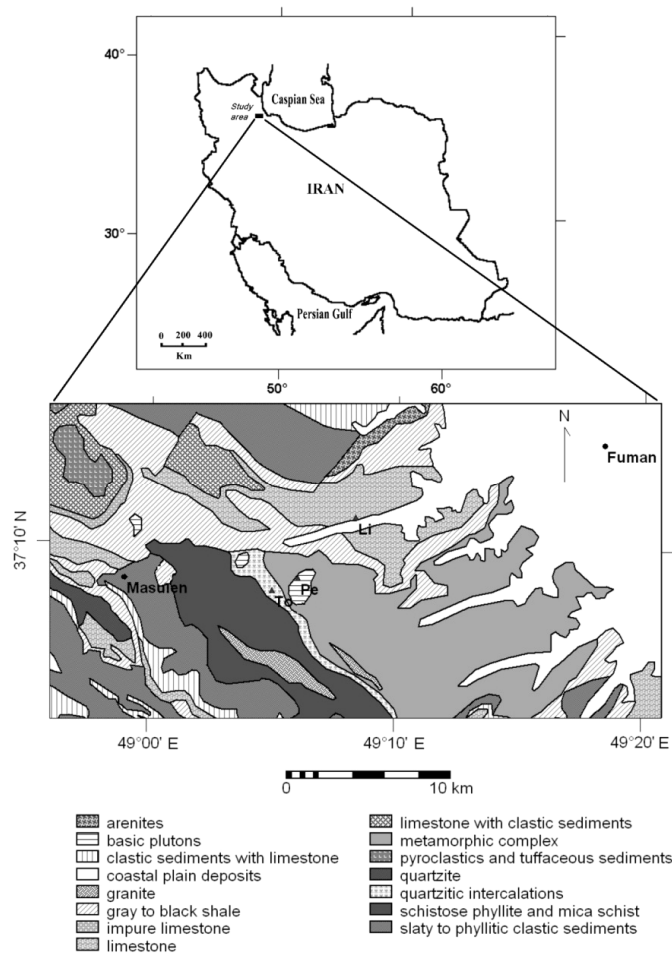 40°
Caspian Sea
Study
area
IRAN
30°
Persian Gulf
0 200 400
Km
50° 60°
N
Fuman
37°10' N
Li
Masuleh
Pe
To
49°00' E 49°10' E 49°20' E
0 10 km
arenites
basic plutons
clastic sediments with limestone
coastal plain deposits
granite
gray to black shale
impure limestone
limestone
limestone with clastic sediments
metamorphic complex
pyroclastics and tuffaceous sediments
quartzite
quartzitic intercalations
schistose phyllite and mica schist
slaty to phyllitic clastic sediments